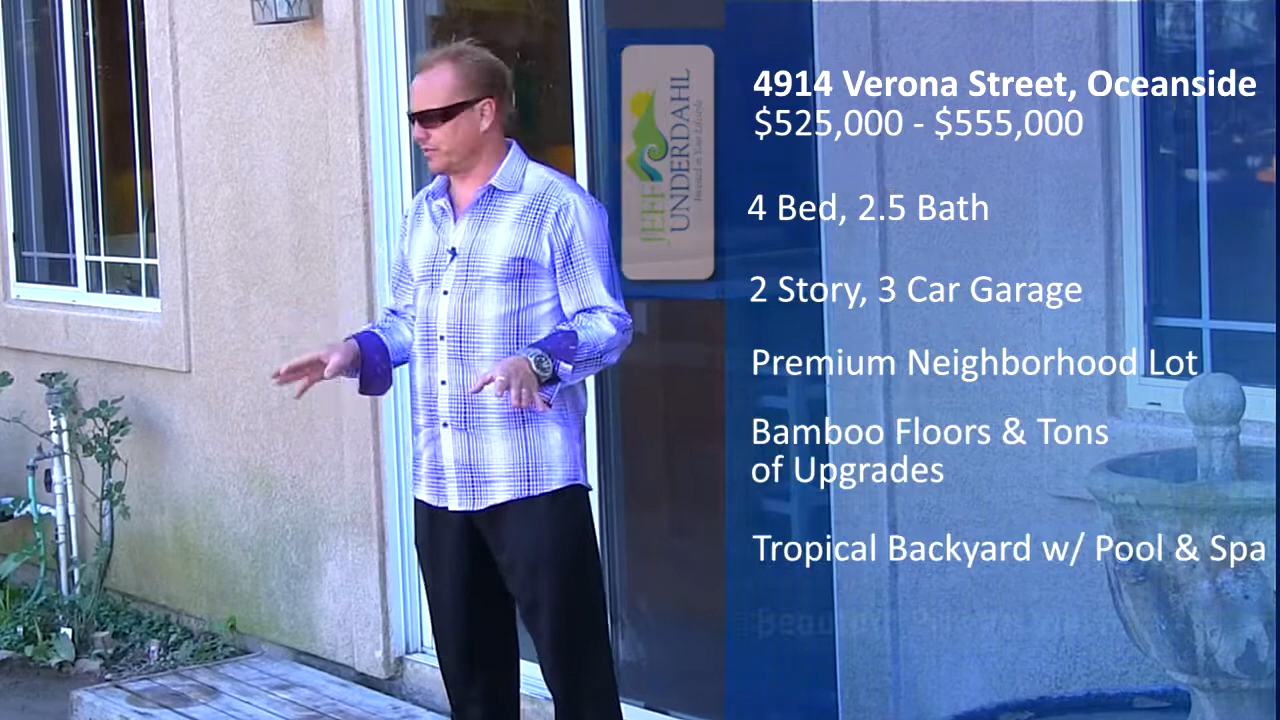 JEFF
UNDERDAHL
4914 Verona Street, Oceanside
$525,000 - $555,000
4 Bed, 2.5 Bath
2 Story, 3 Car Garage
Premium Neighborhood Lot
Bamboo Floors & Tons
of Upgrades
Tropical Backyard w/ Pool & Spa